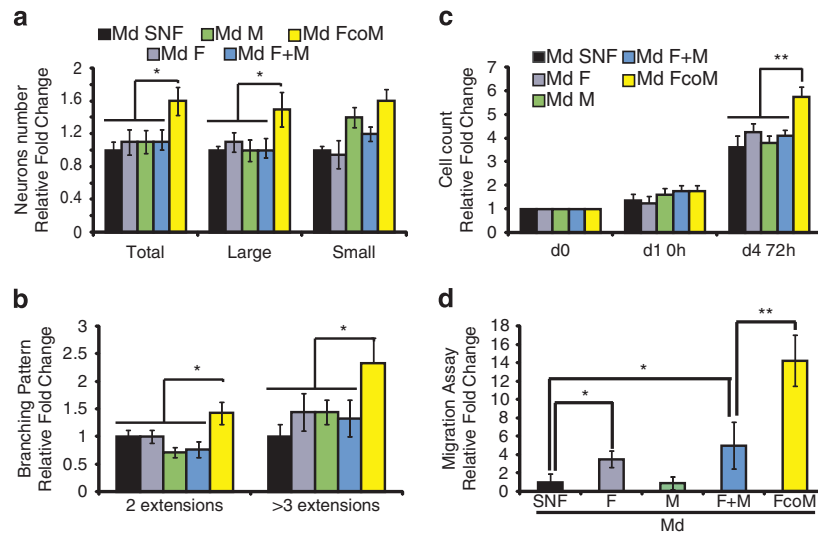 a
Md SNF Md M Md FcoM
Md F Md F+M
Neurons number
Relative Fold Change
2
1.6
1.2
0.8
0.4
0
* *
Total Large Small
b
Branching Pattern
Relative Fold Change
3
2.5
2
1.5
1
0.5
0
* *
2 extensions >3 extensions
c
Md SNF Md F+M
Md F Md FcoM
Md M
Cell count
Relative Fold Change
7
6
5
4
3
2
1
0
**
d0 d1 0h d4 72h
d
Migration Assay
Relative Fold Change
18
16
14
12
10
8
6
4
2
0
* * **
SNF F M F+M FcoM
Md